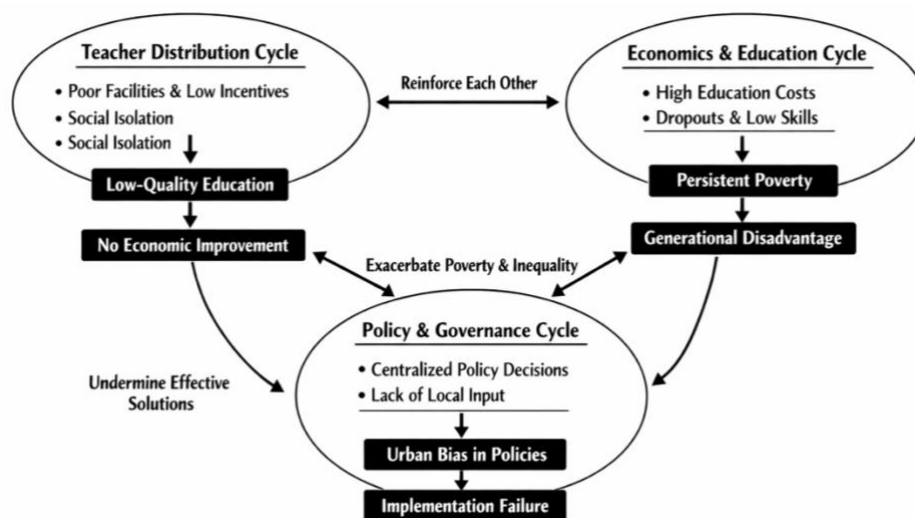 Teacher Distribution Cycle
• Poor Facilities & Low Incentives
• Social Isolation
• Social Isolation
Low-Quality Education
No Economic Improvement
Reinforce Each Other
Economics & Education Cycle
• High Education Costs
• Dropouts & Low Skills
Persistent Poverty
Generational Disadvantage
Exacerbate Poverty & Inequality
Undermine Effective
Solutions
Policy & Governance Cycle
• Centralized Policy Decisions
• Lack of Local Input
Urban Bias in Policies
Implementation Failure